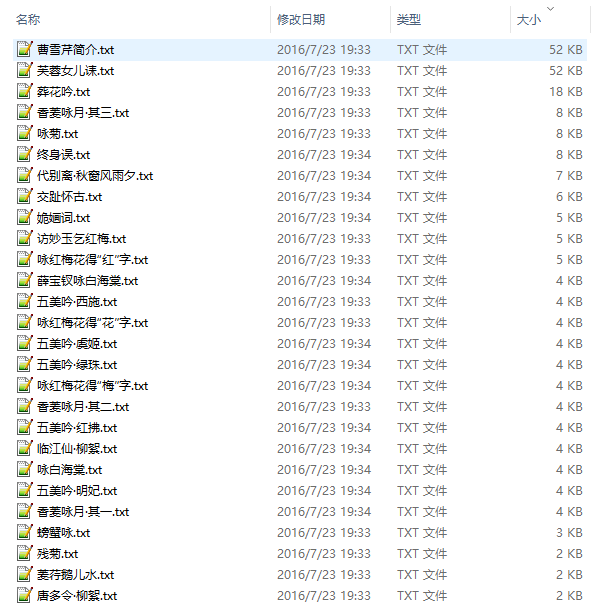 名称 修改日期 类型 大小
曹雪芹简介.txt 2016/7/23 19:33 TXT 文件 52 KB
芙蓉女儿诔.txt 2016/7/23 19:34 TXT 文件 52 KB
葬花吟.txt 2016/7/23 19:33 TXT 文件 18 KB
香菱咏月·其三.txt 2016/7/23 19:33 TXT 文件 8 KB
咏菊.txt 2016/7/23 19:33 TXT 文件 8 KB
终身误.txt 2016/7/23 19:34 TXT 文件 8 KB
代别离·秋窗风雨夕.txt 2016/7/23 19:34 TXT 文件 7 KB
交趾怀古.txt 2016/7/23 19:34 TXT 文件 6 KB
姽婳词.txt 2016/7/23 19:34 TXT 文件 5 KB
访妙玉乞红梅.txt 2016/7/23 19:34 TXT 文件 5 KB
咏红梅花得“红”字.txt 2016/7/23 19:33 TXT 文件 5 KB
薛宝钗咏白海棠.txt 2016/7/23 19:34 TXT 文件 4 KB
五美吟·西施.txt 2016/7/23 19:33 TXT 文件 4 KB
咏红梅花得“花”字.txt 2016/7/23 19:34 TXT 文件 4 KB
五美吟·虞姬.txt 2016/7/23 19:34 TXT 文件 4 KB
五美吟·绿珠.txt 2016/7/23 19:34 TXT 文件 4 KB
咏红梅花得“梅”字.txt 2016/7/23 19:34 TXT 文件 4 KB
香菱咏月·其二.txt 2016/7/23 19:33 TXT 文件 4 KB
五美吟·红拂.txt 2016/7/23 19:34 TXT 文件 4 KB
临江仙·柳絮.txt 2016/7/23 19:34 TXT 文件 4 KB
咏白海棠.txt 2016/7/23 19:34 TXT 文件 4 KB
五美吟·明妃.txt 2016/7/23 19:34 TXT 文件 4 KB
香菱咏月·其一.txt 2016/7/23 19:34 TXT 文件 4 KB
螃蟹咏.txt 2016/7/23 19:33 TXT 文件 3 KB
残菊.txt 2016/7/23 19:33 TXT 文件 2 KB
菱荇鹅儿水.txt 2016/7/23 19:34 TXT 文件 2 KB
唐多令·柳絮.txt 2016/7/23 19:33 TXT 文件 2 KB